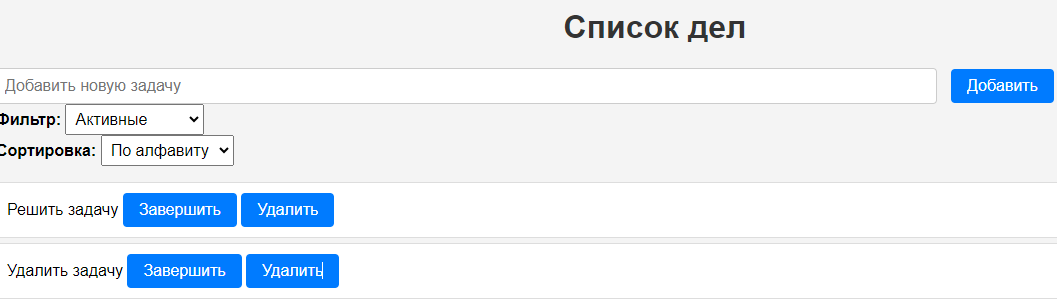 Список дел
Добавить новую задачу Добавить
Фильтр: Активные
Сортировка: По алфавиту
Решить задачу Завершить Удалить
Удалить задачу Завершить Удалить